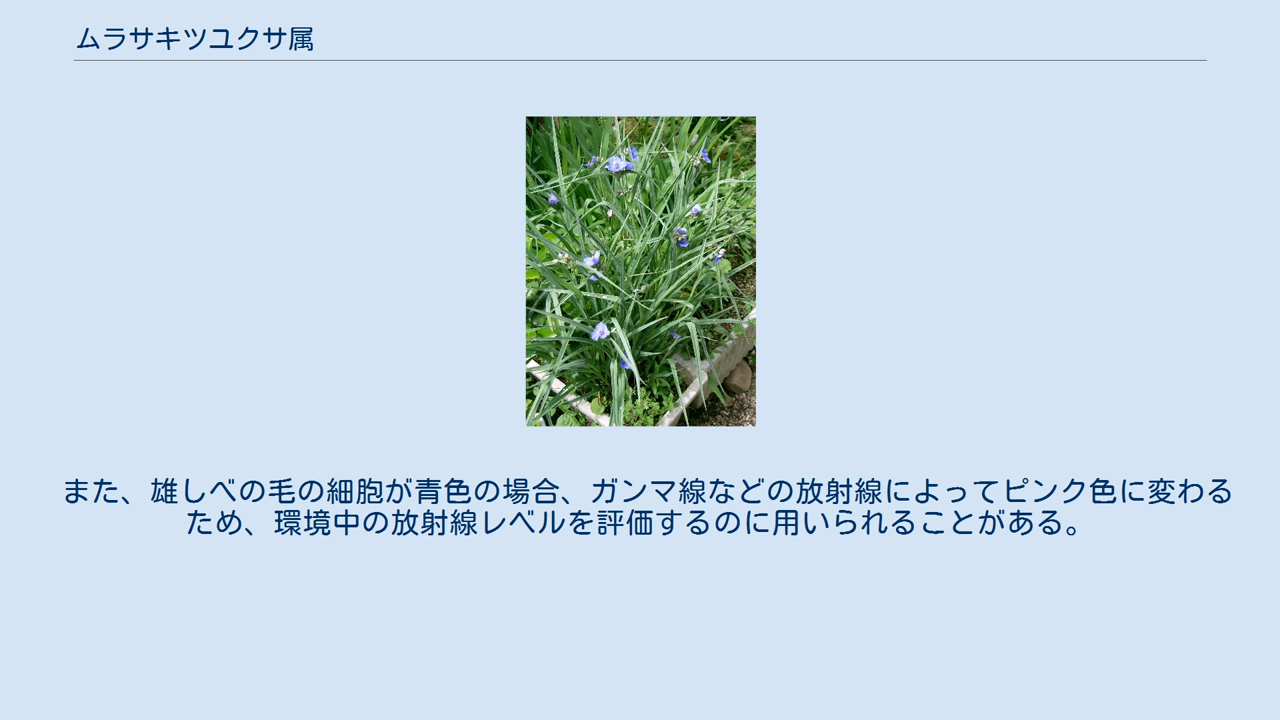 ムラサキツユクサ属
また、雄しべの毛の細胞が青色の場合、ガンマ線などの放射線によってピンク色に変わる
ため、環境中の放射線レベルを評価するのに用いられることがある。